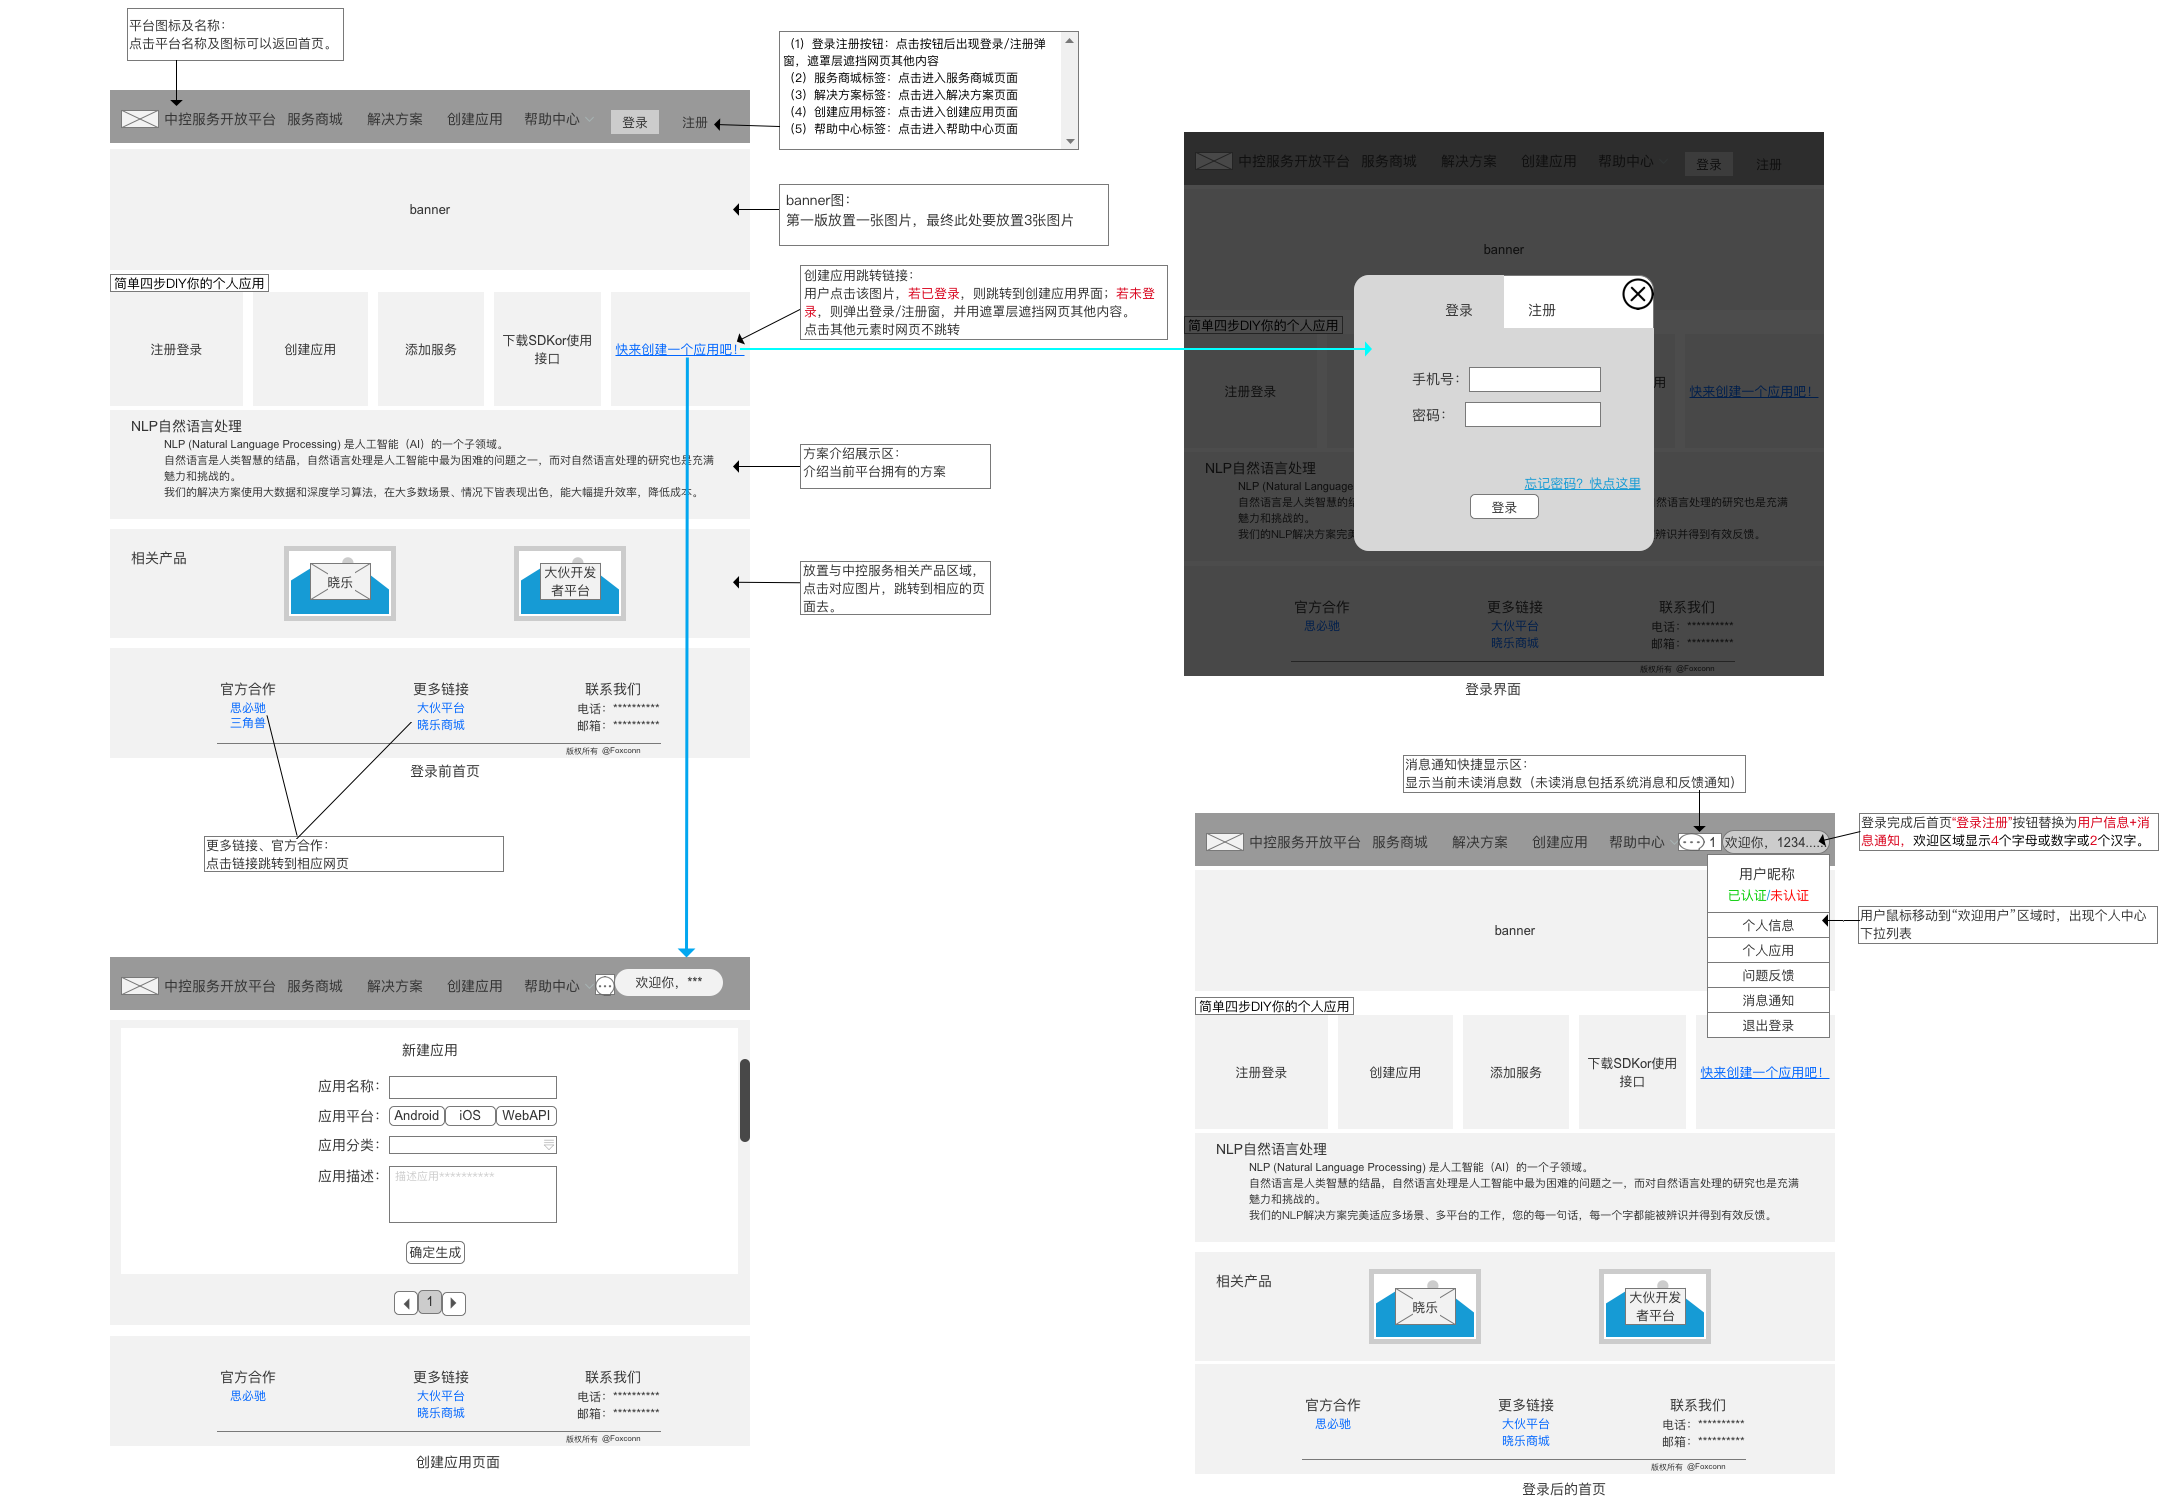 平台图标及名称：
点击平台名称及图标可以返回首页。
中控服务开放平台 服务商城 解决方案 创建应用 帮助中心 登录 注册
（1）登录注册按钮：点击按钮后出现登录/注册弹
窗，遮罩层遮挡网页其他内容
（2）服务商城标签：点击进入服务商城页面
（3）解决方案标签：点击进入解决方案页面
（4）创建应用标签：点击进入创建应用页面
（5）帮助中心标签：点击进入帮助中心页面
banner
banner图：
第一版放置一张图片，最终此处要放置3张图片
简单四步DIY你的个人应用
注册登录
创建应用
添加服务
下载SDKor使用
接口
快来创建一个应用吧！
创建应用跳转链接：
用户点击该图片，若已登录，则跳转到创建应用界面；若未登
录，则弹出登录/注册窗，并用遮罩层遮挡网页其他内容。
点击其他元素时网页不跳转
NLP自然语言处理
NLP (Natural Language Processing) 是人工智能（AI）的一个子领域。
自然语言是人类智慧的结晶，自然语言处理是人工智能中最为困难的问题之一，而对自然语言处理的研究也是充满
魅力和挑战的。
我们的解决方案使用大数据和深度学习算法，在大多数场景、情况下皆表现出色，能大幅提升效率，降低成本。
方案介绍展示区：
介绍当前平台拥有的方案
相关产品
晓乐
大伙开发
者平台
放置与中控服务相关产品区域，
点击对应图片，跳转到相应的页
面去。
官方合作 更多链接 联系我们
思必驰 大伙平台 电话：**********
三角兽 晓乐商城 邮箱：**********
版权所有 @Foxconn
登录前首页
更多链接、官方合作：
点击链接跳转到相应网页
中控服务开放平台 服务商城 解决方案 创建应用 帮助中心 登录 注册
banner
登录 注册
简单四步DIY你的个人应用
手机号：
密码：
注册登录
用
快来创建一个应用吧！
忘记密码？快点这里
登录
NLP自然语言处理
NLP (Natural Language
自然语言是人类智慧的结 然语言处理的研究也是充满
魅力和挑战的。
我们的NLP解决方案完美 辨识并得到有效反馈。
官方合作 更多链接 联系我们
思必驰 大伙平台 电话：**********
晓乐商城 邮箱：**********
版权所有 @Foxconn
登录界面
中控服务开放平台 服务商城 解决方案 创建应用 帮助中心 欢迎你，***
新建应用
应用名称：
应用平台： Android iOS WebAPI
应用分类：
应用描述： 描述应用**********
确定生成
1
官方合作 更多链接 联系我们
思必驰 大伙平台 电话：**********
晓乐商城 邮箱：**********
版权所有 @Foxconn
创建应用页面
消息通知快捷显示区：
显示当前未读消息数（未读消息包括系统消息和反馈通知）
中控服务开放平台 服务商城 解决方案 创建应用 帮助中心 1 欢迎你，1234.....
登录完成后首页“登录注册”按钮替换为用户信息+消
息通知，欢迎区域显示4个字母或数字或2个汉字。
用户昵称
已认证/未认证
个人信息
个人应用
问题反馈
消息通知
退出登录
用户鼠标移动到“欢迎用户”区域时，出现个人中心
下拉列表
banner
简单四步DIY你的个人应用
注册登录
创建应用
添加服务
下载SDKor使用
接口
快来创建一个应用吧！
NLP自然语言处理
NLP (Natural Language Processing) 是人工智能（AI）的一个子领域。
自然语言是人类智慧的结晶，自然语言处理是人工智能中最为困难的问题之一，而对自然语言处理的研究也是充满
魅力和挑战的。
我们的NLP解决方案完美适应多场景、多平台的工作，您的每一句话，每一个字都能被辨识并得到有效反馈。
相关产品
晓乐
大伙开发
者平台
官方合作 更多链接 联系我们
思必驰 大伙平台 电话：**********
晓乐商城 邮箱：**********
版权所有 @Foxconn
登录后的首页